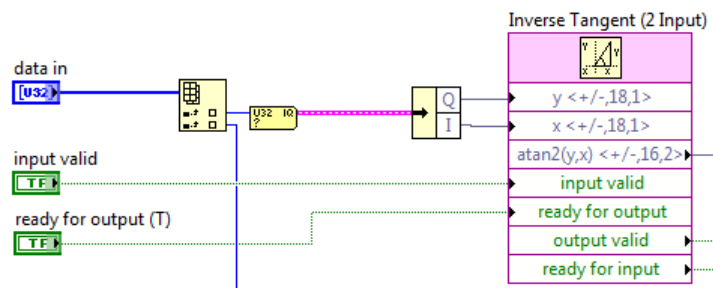 Inverse Tangent (2 Input)
data in
[U32]
U32 IQ
?
Q
I
y <+/-,18,1>
x <+/-,18,1>
atan2(y,x) <+/-,16,2>
input valid
TF
input valid
ready for output (T)
TF
ready for output
output valid
ready for input